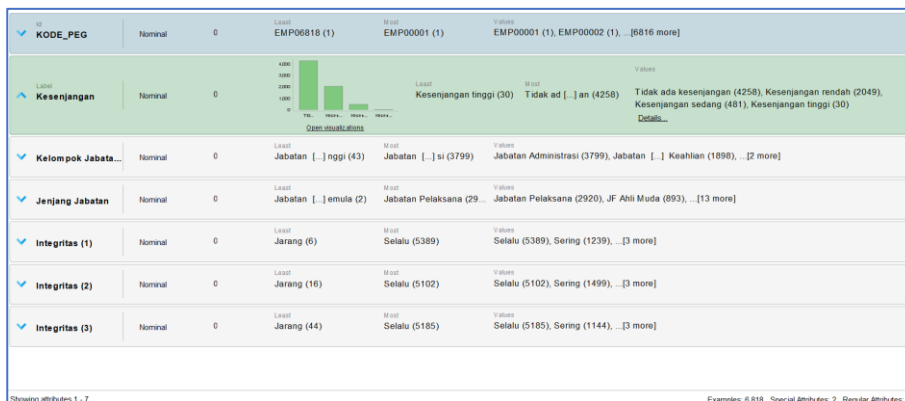 Id
KODE_PEG
Nominal
0
Least
EMP06818 (1)
Most
EMP00001 (1)
Values
EMP00001 (1), EMP00002 (1), ...[6816 more]
Label
Kesenjangan
Nominal
0
4,000
3,000
2,000
1,000
0
Open visualizations
Least
Kesenjangan tinggi (30)
Most
Tidak ad [...] an (4258)
Values
Tidak ada kesenjangan (4258), Kesenjangan rendah (2049),
Kesenjangan sedang (481), Kesenjangan tinggi (30)
Details...
Kelompok Jabata...
Nominal
0
Least
Jabatan [...] nggi (43)
Most
Jabatan [...] si (3799)
Values
Jabatan Administrasi (3799), Jabatan [...] Keahlian (1898), ...[2 more]
Jenjang Jabatan
Nominal
0
Least
Jabatan [...] emula (2)
Most
Jabatan Pelaksana (29...
Values
Jabatan Pelaksana (2920), JF Ahli Muda (893), ...[13 more]
Integritas (1)
Nominal
0
Least
Jarang (6)
Most
Selalu (5389)
Values
Selalu (5389), Sering (1239), ...[3 more]
Integritas (2)
Nominal
0
Least
Jarang (16)
Most
Selalu (5102)
Values
Selalu (5102), Sering (1499), ...[3 more]
Integritas (3)
Nominal
0
Least
Jarang (44)
Most
Selalu (5185)
Values
Selalu (5185), Sering (1144), ...[3 more]
Showing attributes 1 - 7
Examples: 6,818 Special Attributes: 2 Regular Attributes: